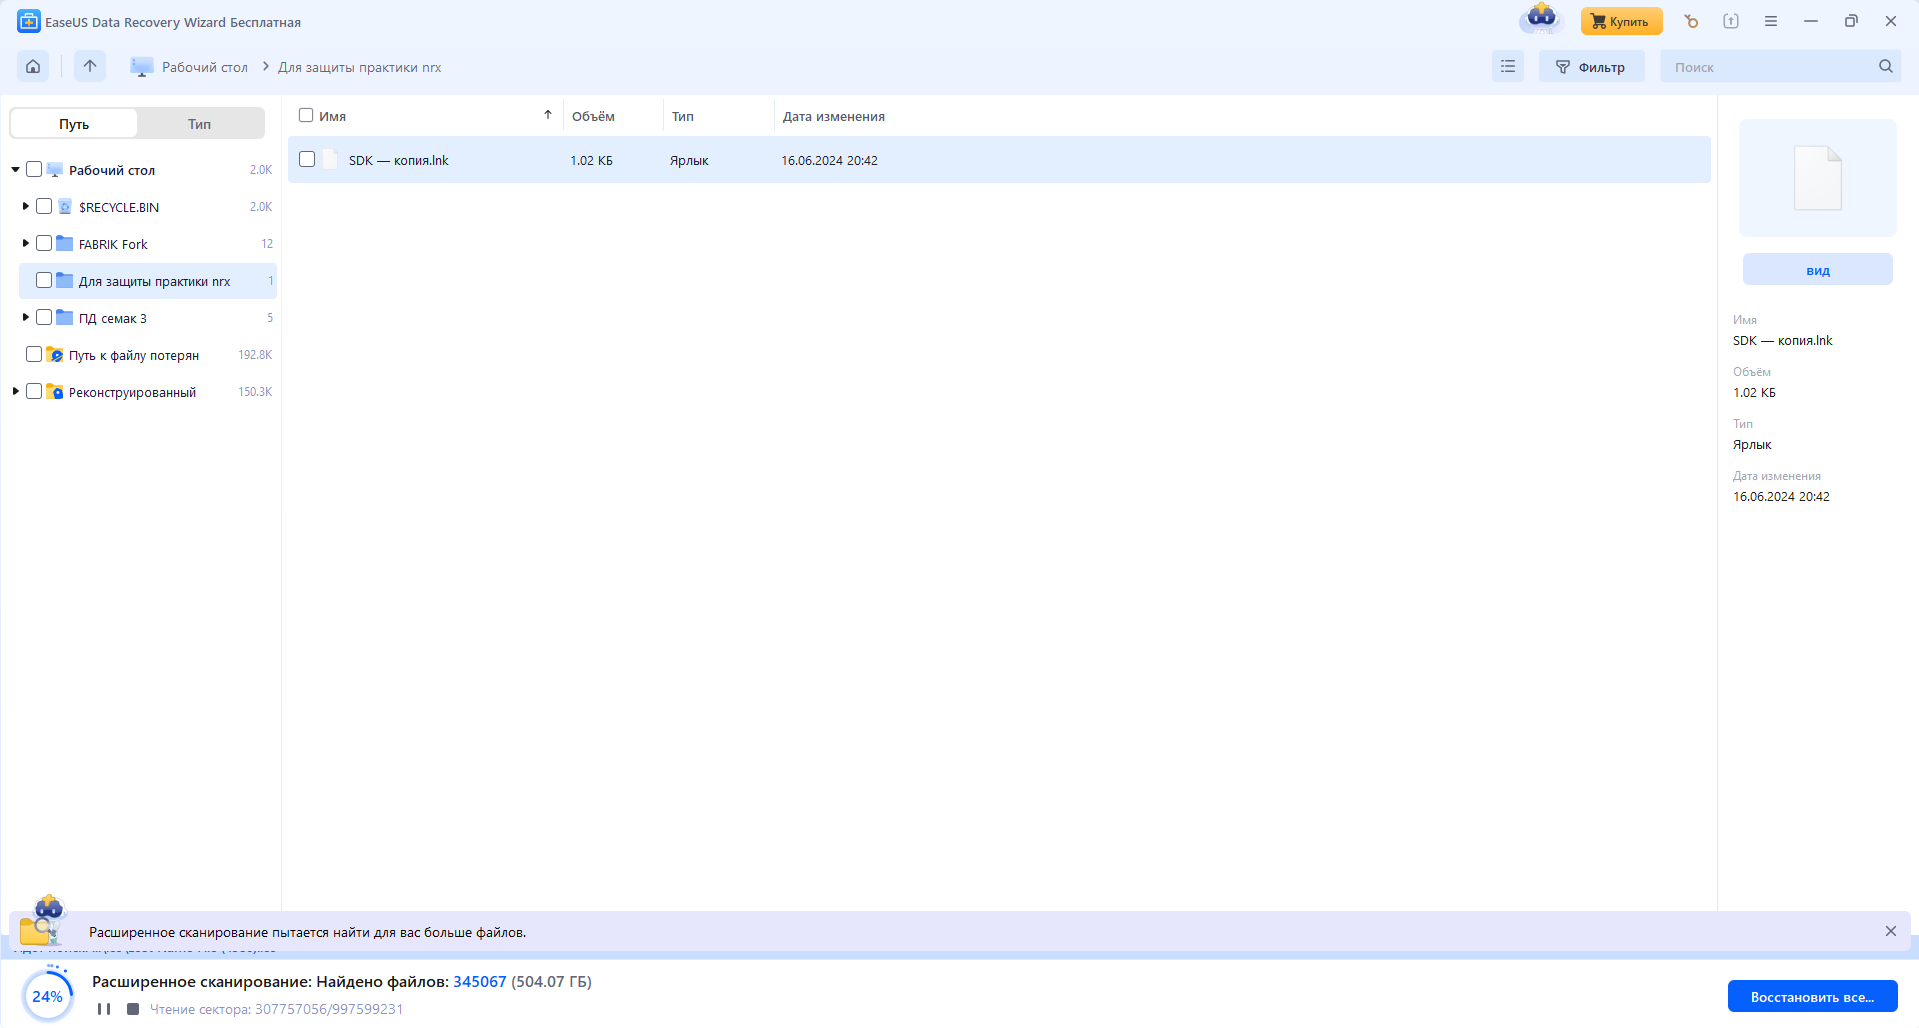 EaseUS Data Recovery Wizard Бесплатная
Купить
Рабочий стол > Для защиты практики nrx
Фильтр
Поиск
Путь Тип
Имя Объём Тип Дата изменения
SDK — копия.lnk 1.02 КБ Ярлык 16.06.2024 20:42
Рабочий стол 2.0K
$RECYCLE.BIN 2.0K
FABRIK Fork 12
Для защиты практики nrx 1
ПД семак 3 5
Путь к файлу потерян 192.8K
Реконструированный 150.3K
вид
Имя
SDK — копия.lnk
Объём
1.02 КБ
Тип
Ярлык
Дата изменения
16.06.2024 20:42
Расширенное сканирование пытается найти для вас больше файлов.
24%
Расширенное сканирование: Найдено файлов: 345067 (504.07 ГБ)
Чтение сектора: 307757056/997599231
Восстановить все...